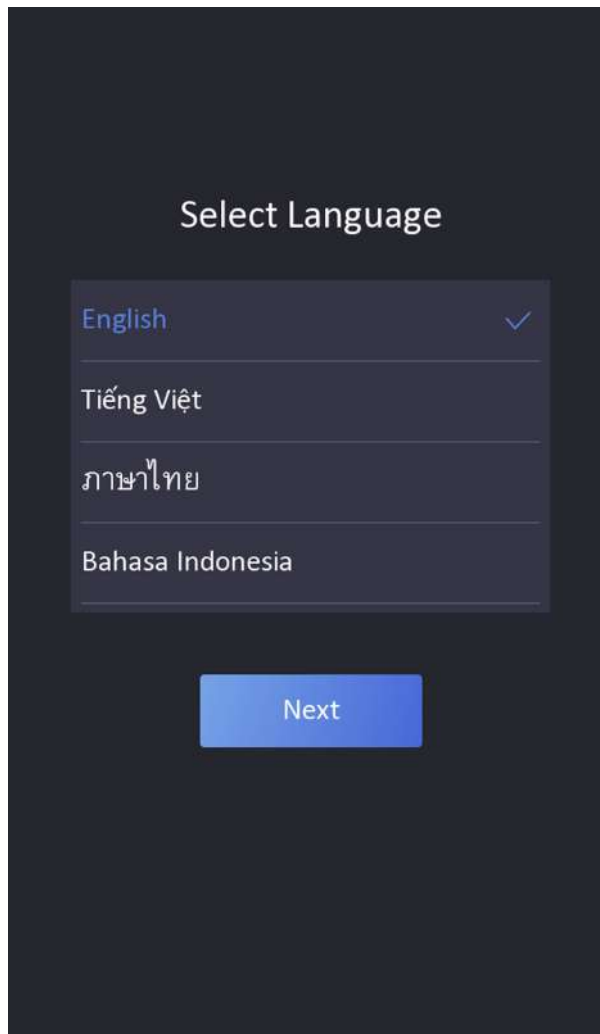 Select Language
English
Tiếng Việt
ภาษาไทย
Bahasa Indonesia
Next